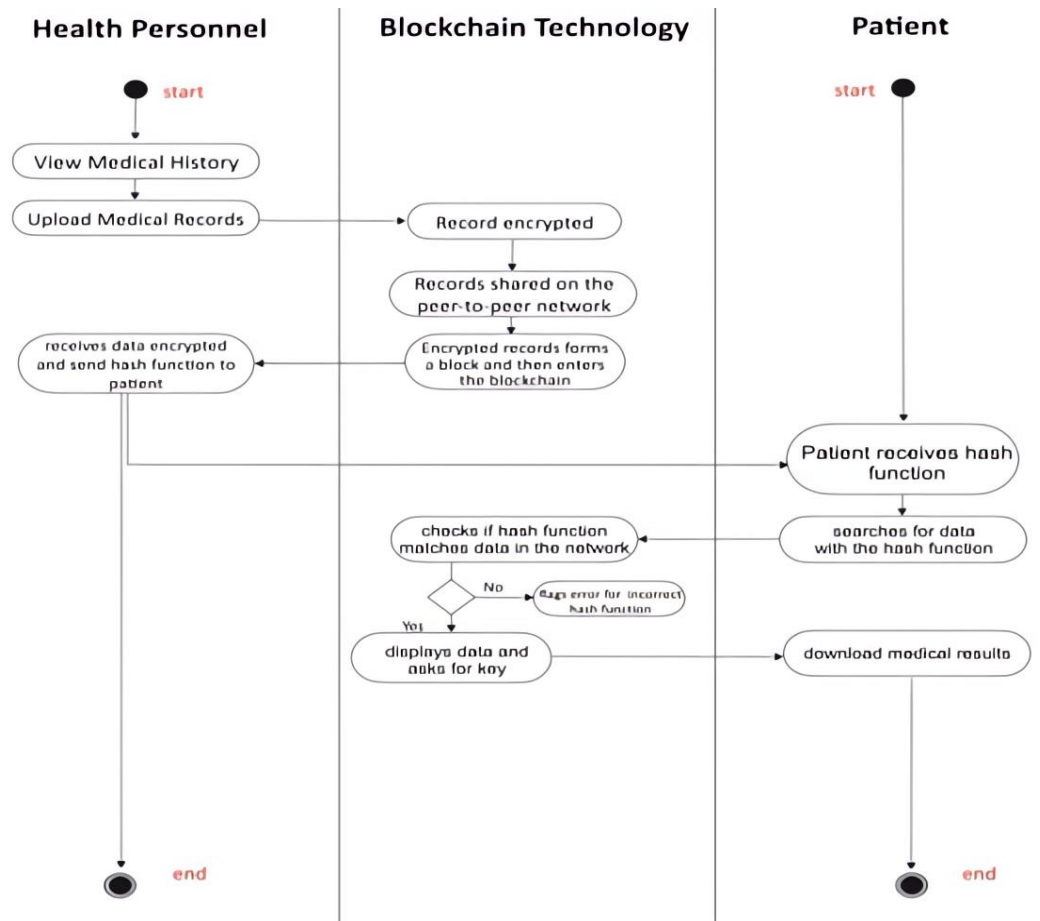 Health Personnel
Blockchain Technology
Patient
start
start
View Medical History
Upload Medical Records
Record encrypted
Records shared on the
peer-to-peer network
receives data encrypted
and send hash function to
patient
Encrypted records forms
a block and then enters
the blockchain
Patient receives hash
function
searches for data
with the hash function
checks if hash function
matches data in the network
No
error for incorrect
hash function
Yes
displays data and
asks for key
download medical results
end
end